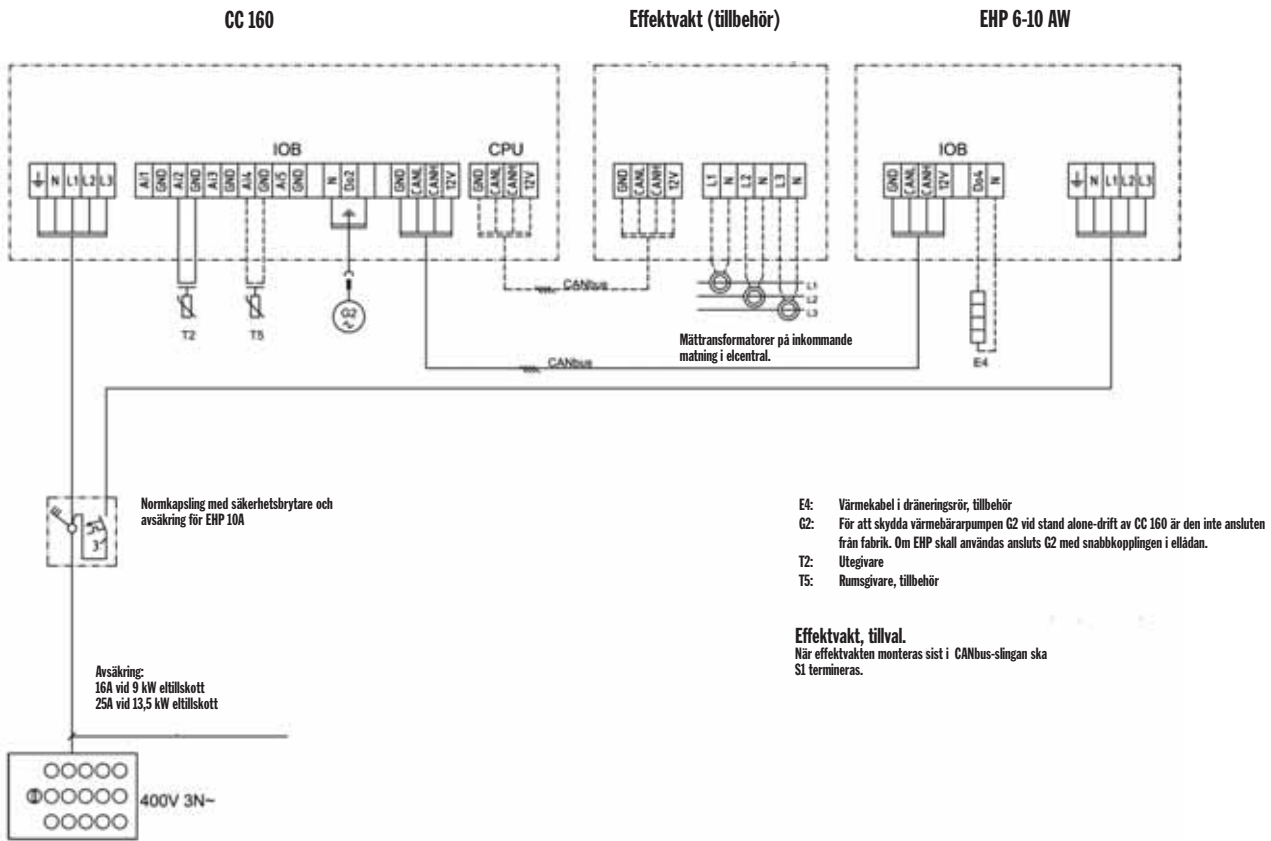 CC 160
Effektvakt (tillbehör)
EHP 6-10 AW
IOB
CPU
IOB
N L1 L2 L3
AI1 GND AI2 GND AI3 GND AI4 GND AI5 GND N Do2 GND CANL CANH 12V
GND CANL CANH 12V
GND CANL CANH 12V
L1 N L2 N L3 N
GND CANL CANH 12V Do4 N
N L1 L2 L3
CANbus
L1
L2
L3
T2
T5
G2
Mättransformatorer på inkommande
matning i elcentral.
CANbus
E4
Normkapsling med säkerhetsbrytare och
avsäkring för EHP 10A
3
E4: Värmekabel i dräneringsrör, tillbehör
G2: För att skydda värmebärarpumpen G2 vid stand alone-drift av CC 160 är den inte ansluten
från fabrik. Om EHP skall användas ansluts G2 med snabbkopplingen i ellådan.
T2: Utegivare
T5: Rumsgivare, tillbehör
Effektvakt, tillval.
När effektvakten monteras sist i CANbus-slingan ska
S1 termineras.
Avsäkring:
16A vid 9 kW eltillskott
25A vid 13,5 kW eltillskott
400V 3N~